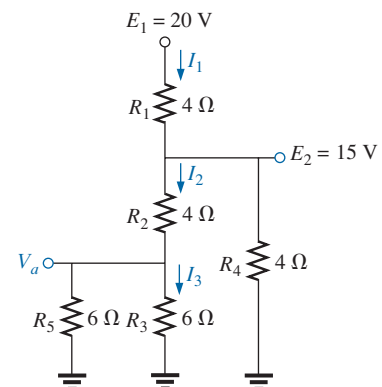 E1 = 20 V
I1
R1 4 Ω
E2 = 15 V
I2
R2 4 Ω
Va
I3
R4 4 Ω
R5 6 Ω R3 6 Ω